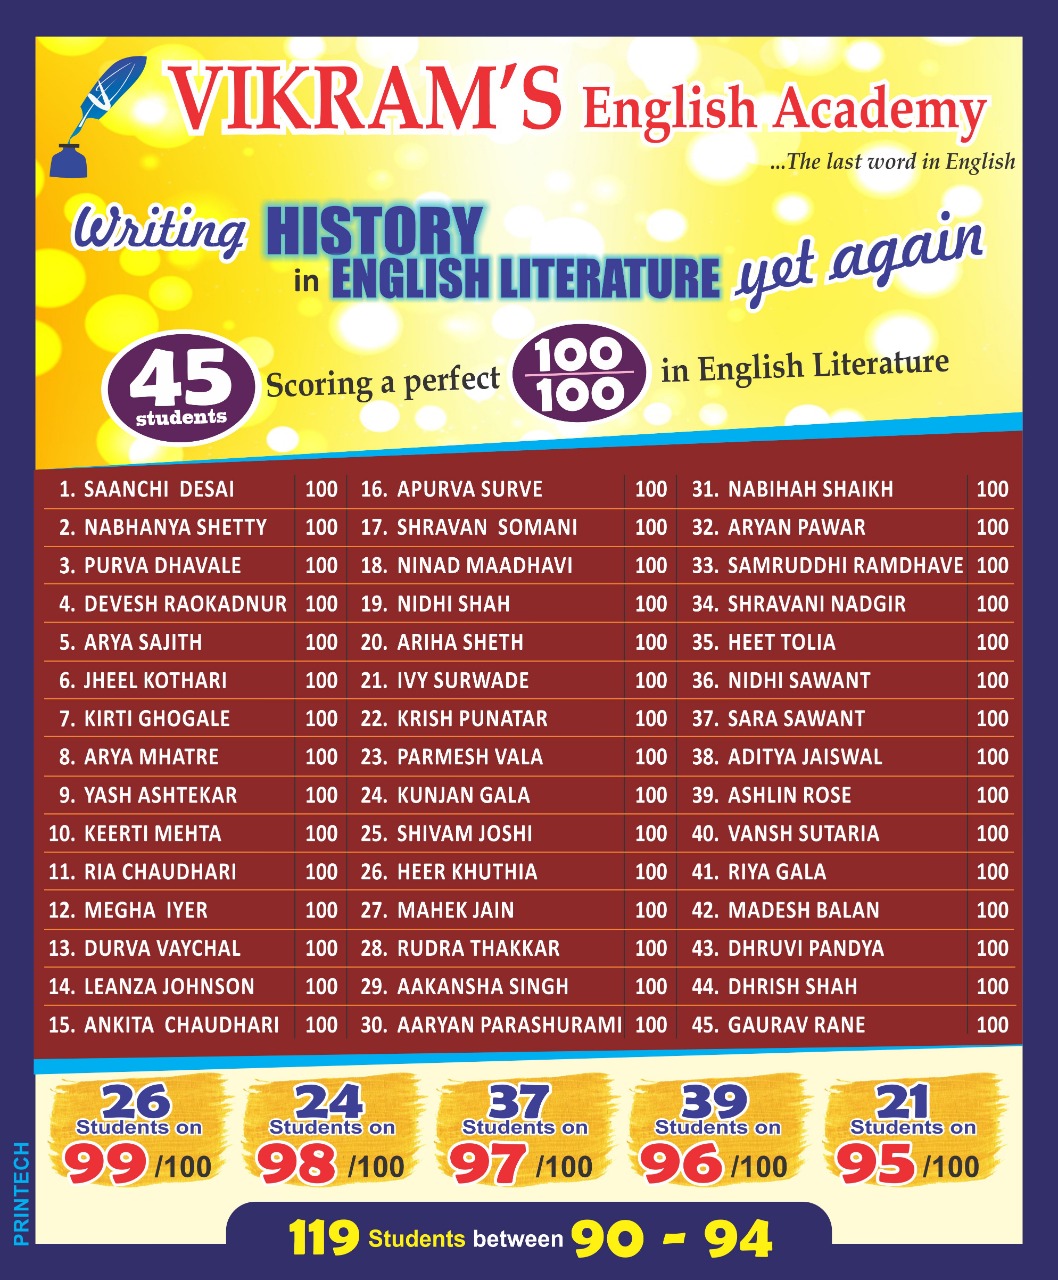 VIKRAM'S English Academy
...The last word in English
Writing HISTORY
in ENGLISH LITERATURE yet again
45 students Scoring a perfect 100/100 in English Literature
1. SAANCHI DESAI 100 16. APURVA SURVE 100 31. NABIHAH SHAIKH 100
2. NABHANYA SHETTY 100 17. SHRAVAN SOMANI 100 32. ARYAN PAWAR 100
3. PURVA DHAVALE 100 18. NINAD MAADHAVI 100 33. SAMRUDDHI RAMDHAVE 100
4. DEVESH RAOKADNUR 100 19. NIDHI SHAH 100 34. SHRAVANI NADGIR 100
5. ARYA SAJITH 100 20. ARIHA SHETH 100 35. HEET TOLIA 100
6. JHEEL KOTHARI 100 21. IVY SURWADE 100 36. NIDHI SAWANT 100
7. KIRTI GHOGALE 100 22. KRISH PUNATAR 100 37. SARA SAWANT 100
8. ARYA MHATRE 100 23. PARMESH VALA 100 38. ADITYA JAISWAL 100
9. YASH ASHTEKAR 100 24. KUNJAN GALA 100 39. ASHLIN ROSE 100
10. KEERTI MEHTA 100 25. SHIVAM JOSHI 100 40. VANSH SUTARIA 100
11. RIA CHAUDHARI 100 26. HEER KHUTHIA 100 41. RIYA GALA 100
12. MEGHA IYER 100 27. MAHEK JAIN 100 42. MADESH BALAN 100
13. DURVA VAYCHAL 100 28. RUDRA THAKKAR 100 43. DHRUVI PANDYA 100
14. LEANZA JOHNSON 100 29. AAKANSHA SINGH 100 44. DHRISH SHAH 100
15. ANKITA CHAUDHARI 100 30. AARYAN PARASHURAMI 100 45. GAURAV RANE 100
26 24 37 39 21
Students on Students on Students on Students on Students on
99 /100 98 /100 97 /100 96 /100 95 /100
119 Students between 90 - 94
PRINTECH